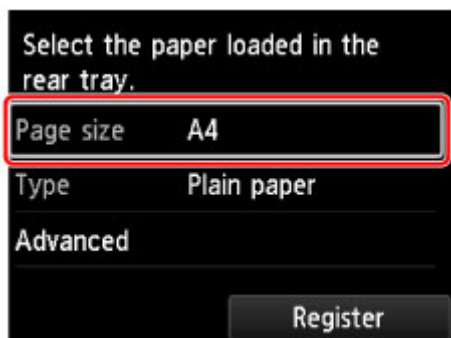 Select the paper loaded in the
rear tray.
Page size A4
Type Plain paper
Advanced
Register